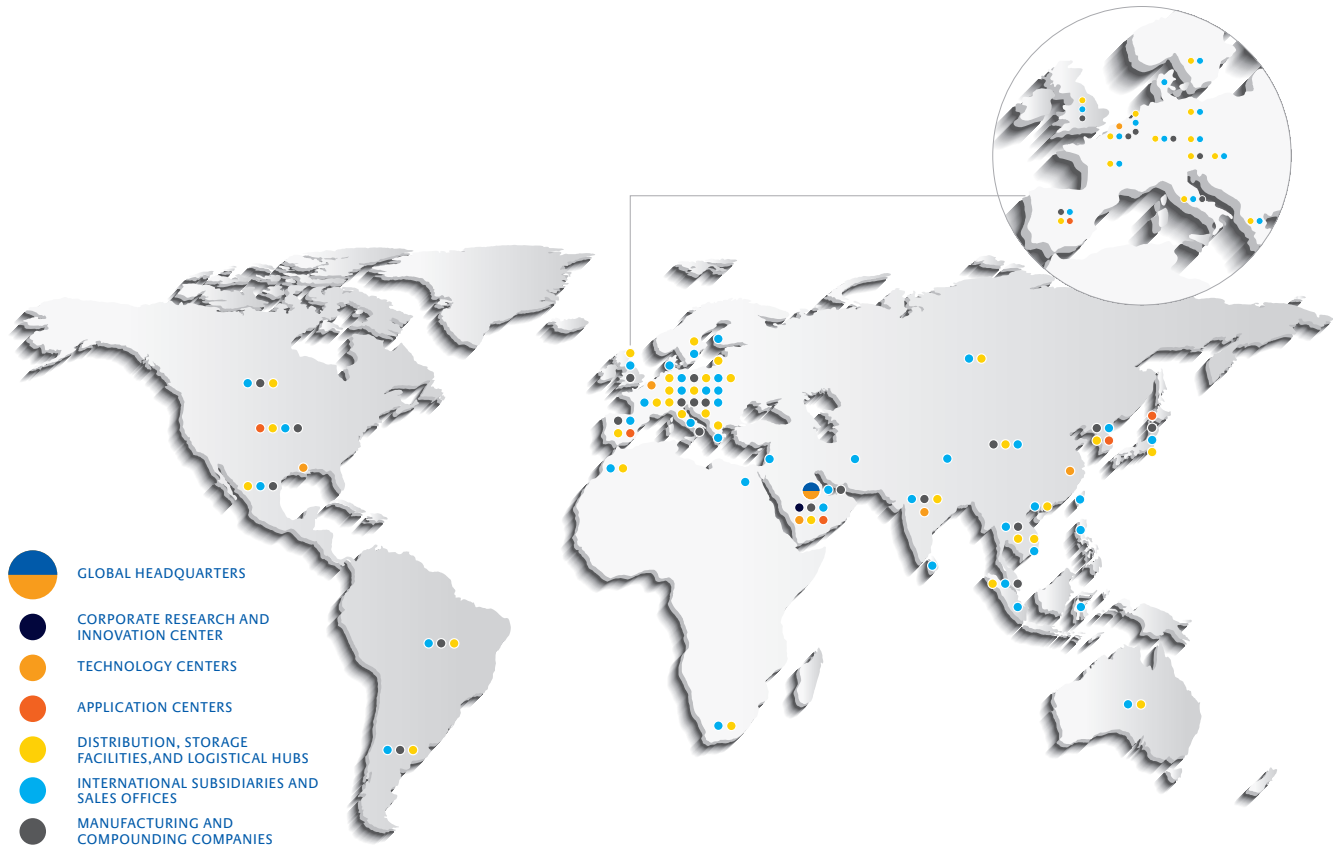 GLOBAL HEADQUARTERS
CORPORATE RESEARCH AND
INNOVATION CENTER
TECHNOLOGY CENTERS
APPLICATION CENTERS
DISTRIBUTION, STORAGE
FACILITIES,AND LOGISTICAL HUBS
INTERNATIONAL SUBSIDIARIES AND
SALES OFFICES
MANUFACTURING AND
COMPOUNDING COMPANIES